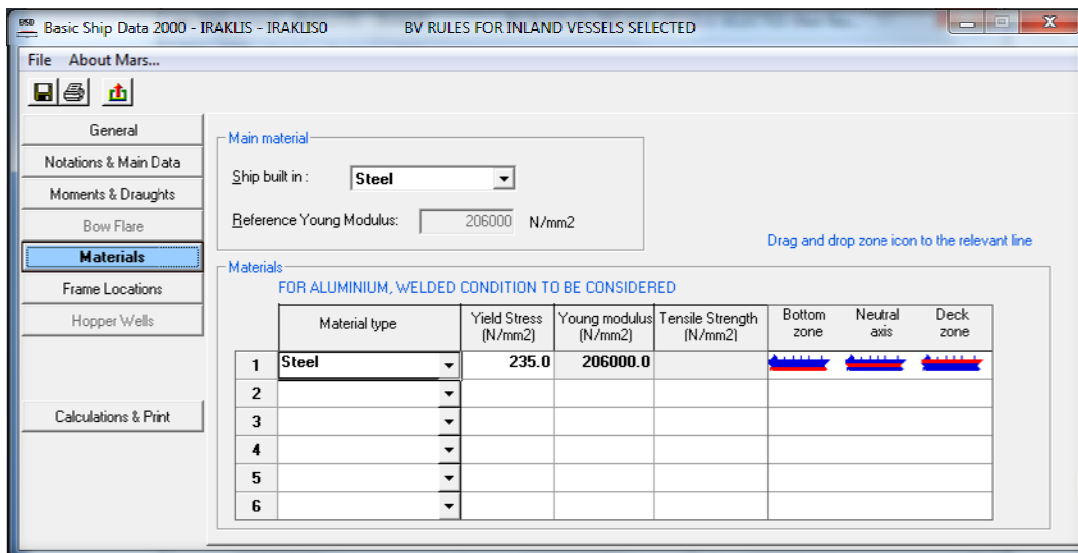 BSD Basic Ship Data 2000 - IRAKLIS - IRAKLIS0 BV RULES FOR INLAND VESSELS SELECTED
File About Mars...
General
Notations & Main Data
Moments & Draughts
Bow Flare
Materials
Frame Locations
Hopper Wells
Calculations & Print
Main material
Ship built in : Steel
Reference Young Modulus: 206000 N/mm2
Drag and drop zone icon to the relevant line
Materials
FOR ALUMINIUM, WELDED CONDITION TO BE CONSIDERED
Material type Yield Stress (N/mm2) Young modulus (N/mm2) Tensile Strength (N/mm2) Bottom zone Neutral axis Deck zone
1 Steel 235.0 206000.0
2
3
4
5
6